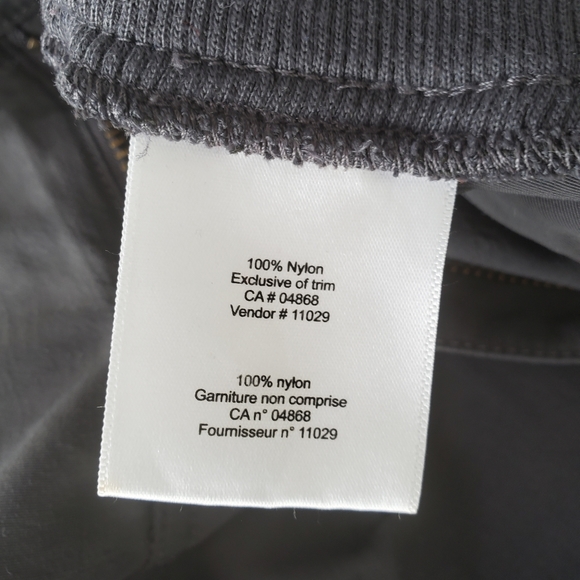 100% Nylon
Exclusive of trim
CA # 04868
Vendor # 11029
100% nylon
Garniture non comprise
CA n° 04868
Fournisseur n° 11029